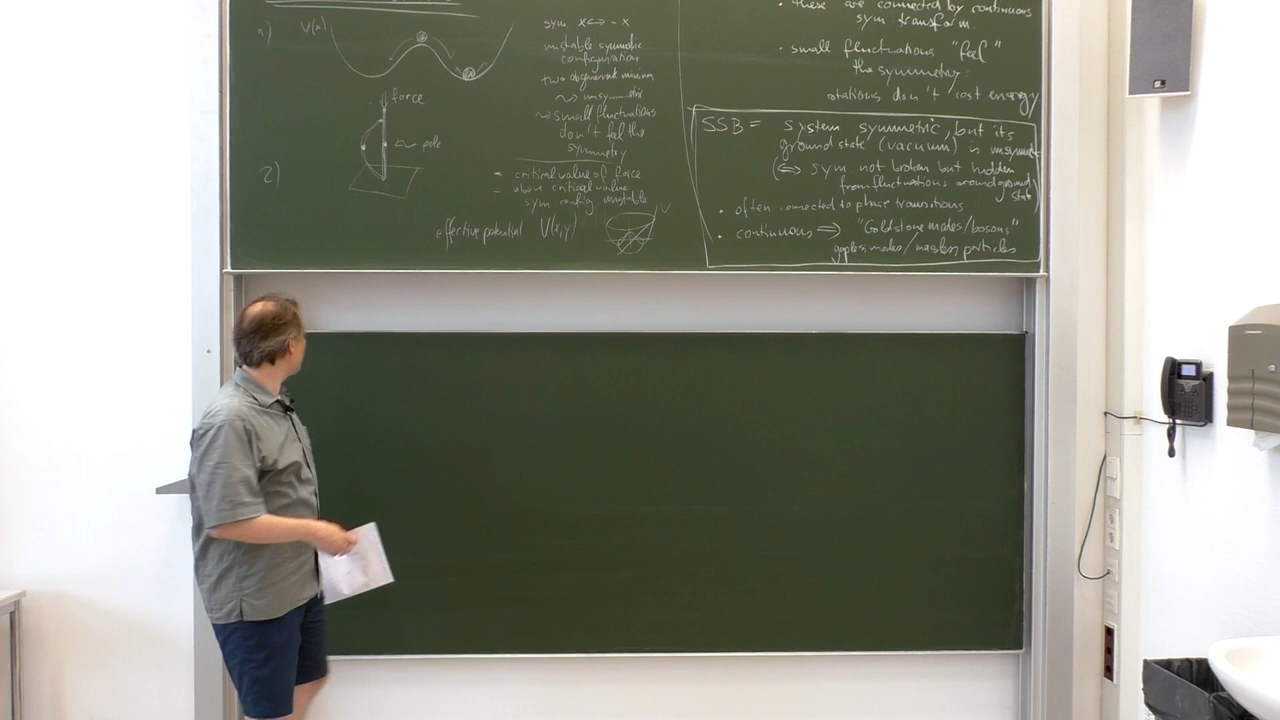 1)
V(x)
sym x <-> -x
unstable symmetric
configuration
two degenerate minima
~> unsymmetric
~> small fluctuations
don't feel the
symmetry
2)
force
~ pole
- critical value of force
- above critical value
sym config unstable
effective potential V(x,y)
V
• these are connected by continuous
sym transform.
• small fluctuations "feel"
the symmetry:
rotations don't cost energy
SSB = system symmetric, but its
ground state (vacuum) is unsymmetric
(<=> sym not broken but hidden
from fluctuations around ground
state)
• often connected to phase transitions
• continuous => "Goldstone modes/bosons"
gapless modes/massless particles